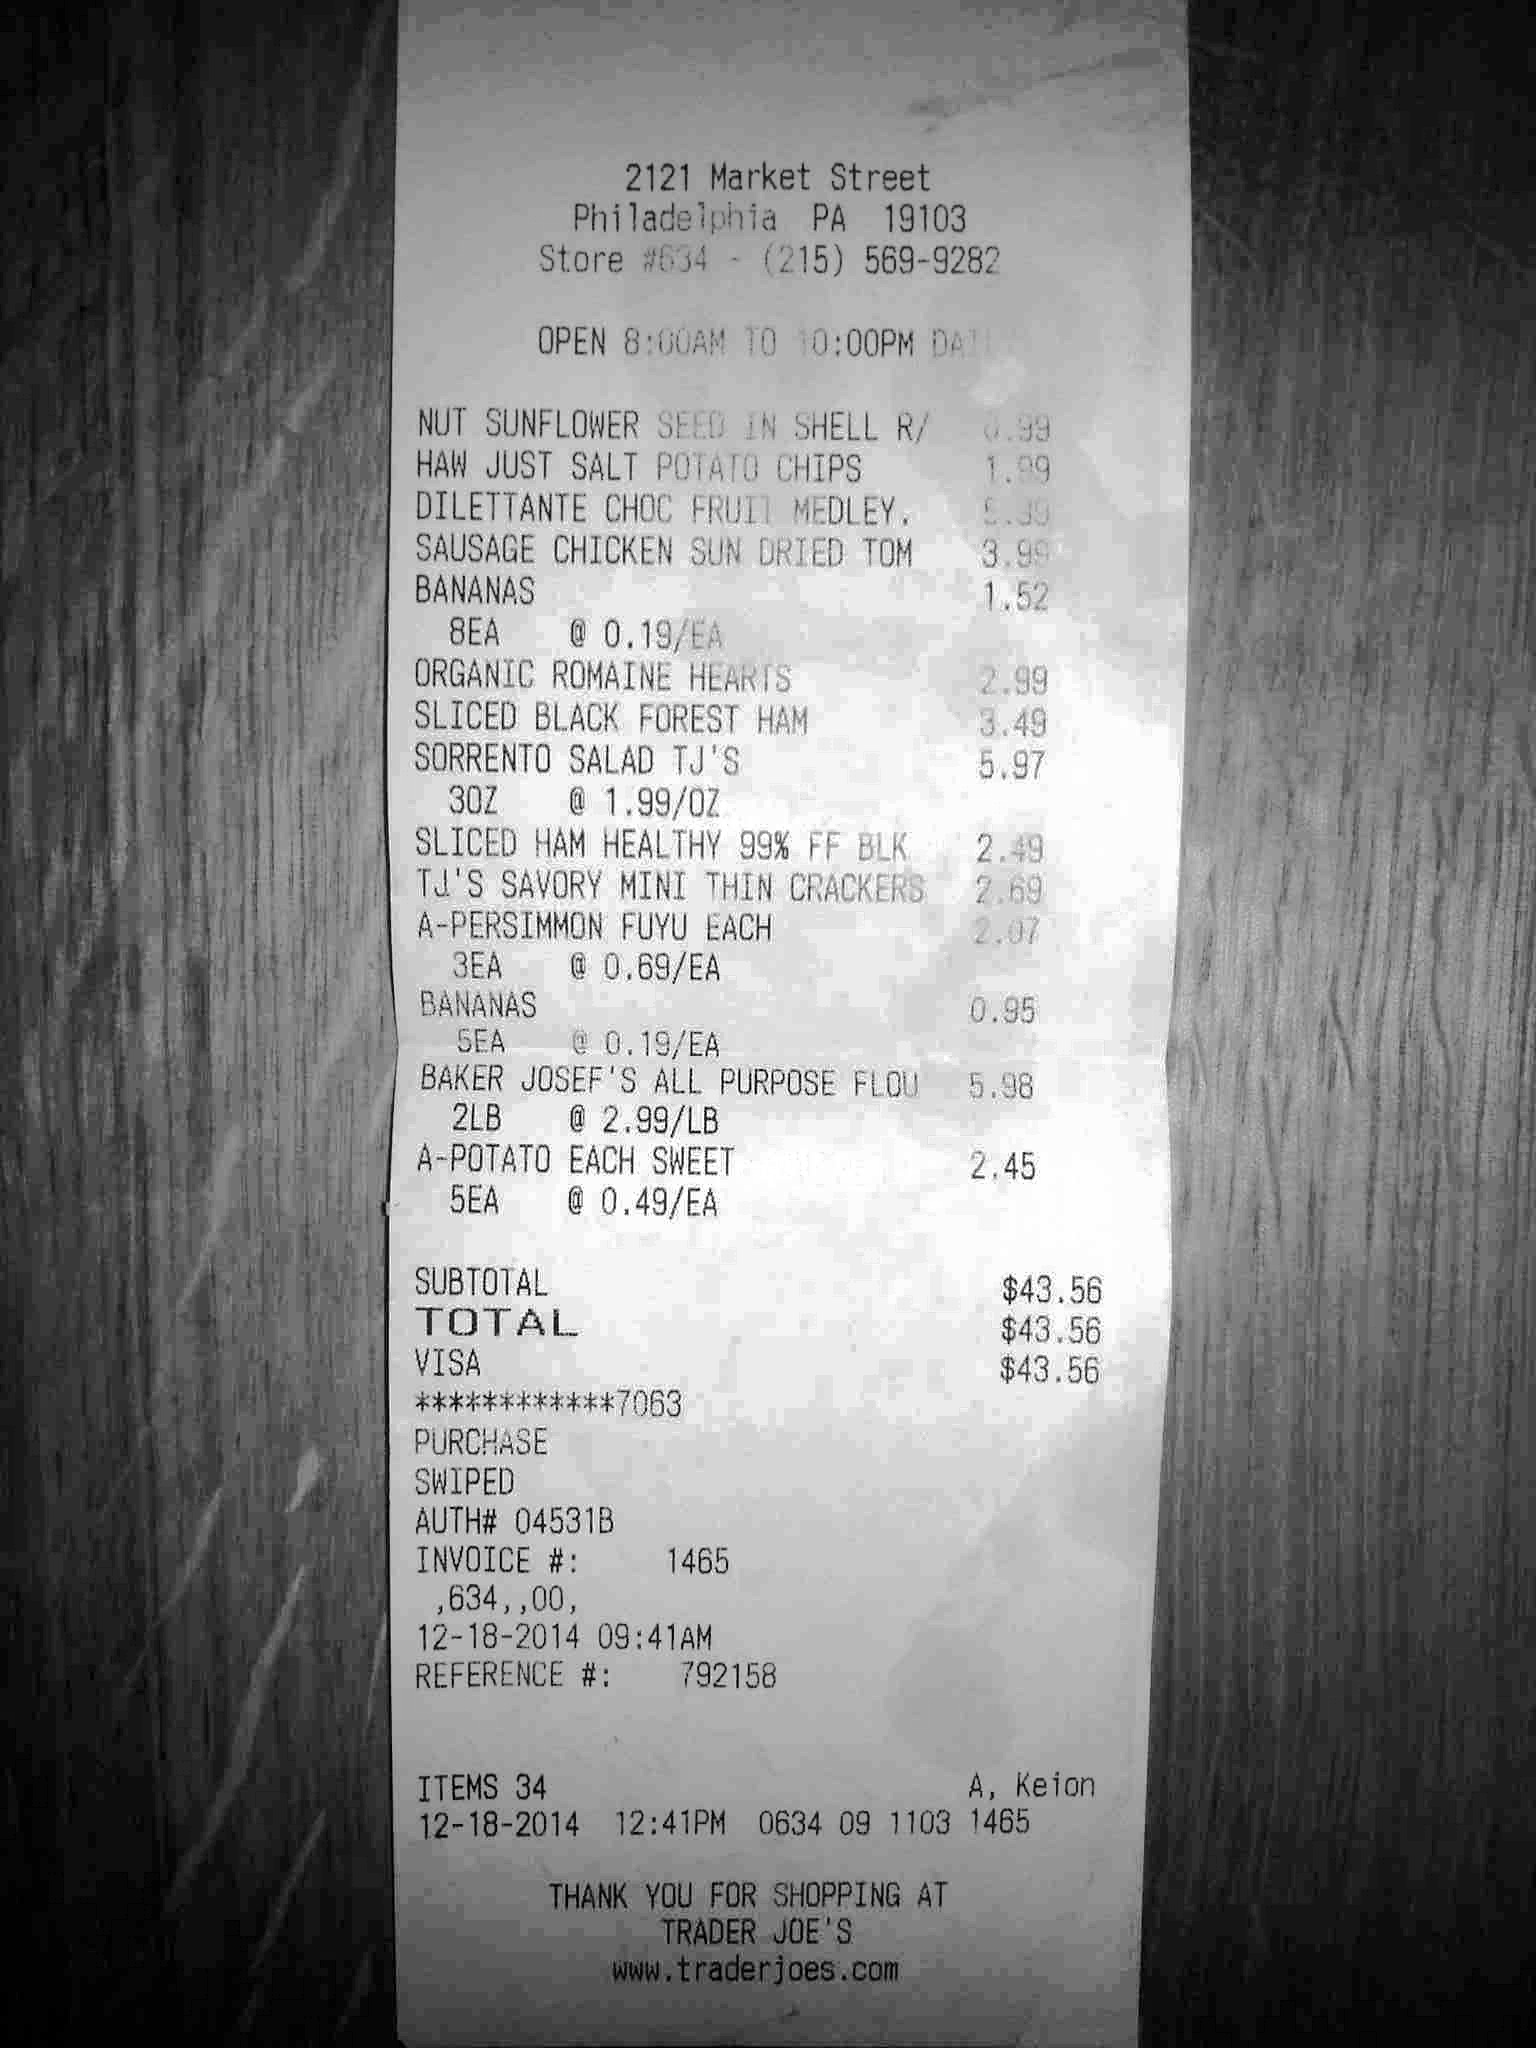 2121 Market Street
Philadelphia PA 19103
Store #634 - (215) 569-9282
OPEN 8:00AM TO 10:00PM
NUT SUNFLOWER SEED IN SHELL R/ 0.99
HAW JUST SALT POTATO CHIPS 1.99
DILETTANTE CHOC FRUIT MEDLEY. 5.99
SAUSAGE CHICKEN SUN DRIED TOM 3.99
BANANAS 1.52
8EA @ 0.19/EA
ORGANIC ROMAINE HEARTS 2.99
SLICED BLACK FOREST HAM 3.49
SORRENTO SALAD TJ'S 5.97
3OZ @ 1.99/OZ
SLICED HAM HEALTHY 99% FF BLK 2.49
TJ'S SAVORY MINI THIN CRACKERS 2.69
A-PERSIMMON FUYU EACH 2.07
3EA @ 0.69/EA
BANANAS 0.95
5EA @ 0.19/EA
BAKER JOSEF'S ALL PURPOSE FLOU 5.98
2LB @ 2.99/LB
A-POTATO EACH SWEET 2.45
5EA @ 0.49/EA
SUBTOTAL $43.56
TOTAL $43.56
VISA $43.56
************7063
PURCHASE
SWIPED
AUTH# 04531B
INVOICE #: 1465
,634,,00,
12-18-2014 09:41AM
REFERENCE #: 792158
ITEMS 34 A, Keion
12-18-2014 12:41PM 0634 09 1103 1465
THANK YOU FOR SHOPPING AT
TRADER JOE'S
www.traderjoes.com